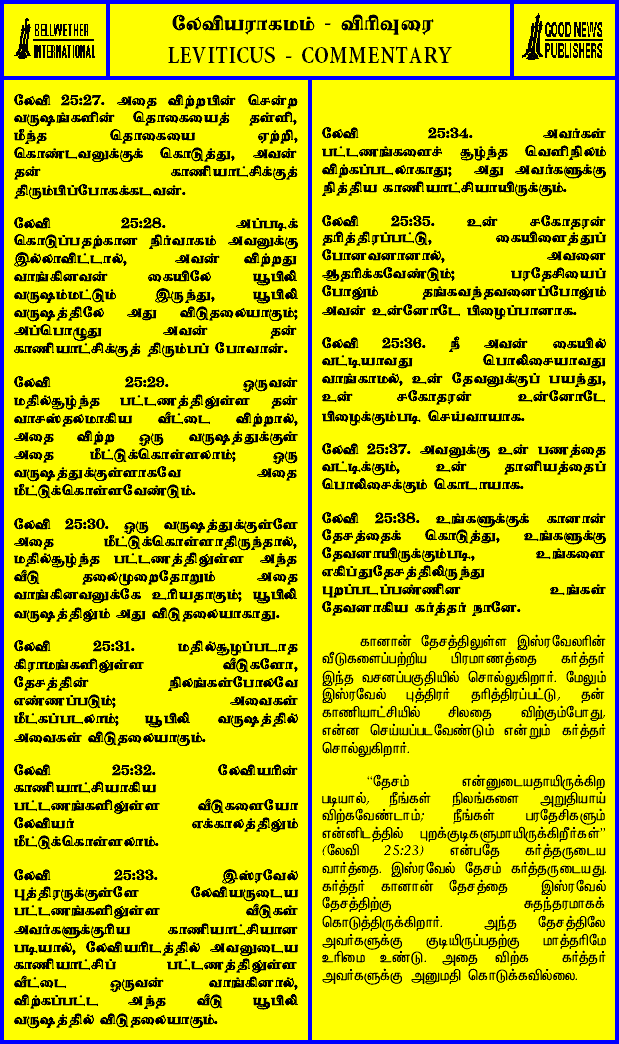 BELLWETHER
INTERNATIONAL
லேவியராகமம் - விரிவுரை
LEVITICUS - COMMENTARY
GOOD NEWS
PUBLISHERS
லேவி 25:27. அதை விற்றபின் சென்ற
வருஷங்களின் தொகையைத் தள்ளி,
மீந்த தொகையை ஏற்றி,
கொண்டவனுக்குக் கொடுத்து, அவன்
தன் காணியாட்சிக்குத்
திரும்பிப்போகக்கடவன்.
லேவி 25:28. அப்படிக்
கொடுப்பதற்கான நிர்வாகம் அவனுக்கு
இல்லாவிட்டால், அவன் விற்றது
வாங்கினவன் கையிலே யூபிலி
வருஷம்மட்டும் இருந்து, யூபிலி
வருஷத்திலே அது விடுதலையாகும்;
அப்பொழுது அவன் தன்
காணியாட்சிக்குத் திரும்பப் போவான்.
லேவி 25:29. ஒருவன்
மதில்சூழ்ந்த பட்டணத்திலுள்ள தன்
வாசஸ்தலமாகிய வீட்டை விற்றால்,
அதை விற்ற ஒரு வருஷத்துக்குள்
அதை மீட்டுக்கொள்ளலாம்; ஒரு
வருஷத்துக்குள்ளாகவே அதை
மீட்டுக்கொள்ளவேண்டும்.
லேவி 25:30. ஒரு வருஷத்துக்குள்ளே
அதை மீட்டுக்கொள்ளாதிருந்தால்,
மதில்சூழ்ந்த பட்டணத்திலுள்ள அந்த
வீடு தலைமுறைதோறும் அதை
வாங்கினவனுக்கே உரியதாகும்; யூபிலி
வருஷத்திலும் அது விடுதலையாகாது.
லேவி 25:31. மதில்சூழப்படாத
கிராமங்களிலுள்ள வீடுகளோ,
தேசத்தின் நிலங்கள்போலவே
எண்ணப்படும்; அவைகள்
மீட்கப்படலாம்; யூபிலி வருஷத்தில்
அவைகள் விடுதலையாகும்.
லேவி 25:32. லேவியரின்
காணியாட்சியாகிய
பட்டணங்களிலுள்ள வீடுகளையோ
லேவியர் எக்காலத்திலும்
மீட்டுக்கொள்ளலாம்.
லேவி 25:33. இஸ்ரவேல்
புத்திரருக்குள்ளே லேவியருடைய
பட்டணங்களிலுள்ள வீடுகள்
அவர்களுக்குரிய காணியாட்சியான
படியால், லேவியரிடத்தில் அவனுடைய
காணியாட்சிப் பட்டணத்திலுள்ள
வீட்டை ஒருவன் வாங்கினால்,
விற்கப்பட்ட அந்த வீடு யூபிலி
வருஷத்தில் விடுதலையாகும்.
லேவி 25:34. அவர்கள்
பட்டணங்களைச் சூழ்ந்த வெளிநிலம்
விற்கப்படலாகாது; அது அவர்களுக்கு
நித்திய காணியாட்சியாயிருக்கும்.
லேவி 25:35. உன் சகோதரன்
தரித்திரப்பட்டு, கையிளைத்துப்
போனவனானால், அவனை
ஆதரிக்கவேண்டும்; பரதேசியைப்
போலும் தங்கவந்தவனைப்போலும்
அவன் உன்னோடே பிழைப்பானாக.
லேவி 25:36. நீ அவன் கையில்
வட்டியாவது பொலிசையாவது
வாங்காமல், உன் தேவனுக்குப் பயந்து,
உன் சகோதரன் உன்னோடே
பிழைக்கும்படி செய்வாயாக.
லேவி 25:37. அவனுக்கு உன் பணத்தை
வட்டிக்கும், உன் தானியத்தைப்
பொலிசைக்கும் கொடாயாக.
லேவி 25:38. உங்களுக்குக் கானான்
தேசத்தைக் கொடுத்து, உங்களுக்கு
தேவனாயிருக்கும்படி, உங்களை
எகிப்துதேசத்திலிருந்து
புறப்படப்பண்ணின உங்கள்
தேவனாகிய கர்த்தர் நானே.
கானான் தேசத்திலுள்ள இஸ்ரவேலரின்
வீடுகளைப்பற்றிய பிரமாணத்தை கர்த்தர்
இந்த வசனப்பகுதியில் சொல்லுகிறார். மேலும்
இஸ்ரவேல் புத்திரர் தரித்திரப்பட்டு, தன்
காணியாட்சியில் சிலதை விற்கும்போது,
என்ன செய்யப்படவேண்டும் என்றும் கர்த்தர்
சொல்லுகிறார்.
“தேசம் என்னுடையதாயிருக்கிற
படியால், நீங்கள் நிலங்களை அறுதியாய்
விற்கவேண்டாம்; நீங்கள் பரதேசிகளும்
என்னிடத்தில் புறக்குடிகளுமாயிருக்கிறீர்கள்”
(லேவி 25:23) என்பதே கர்த்தருடைய
வார்த்தை. இஸ்ரவேல் தேசம் கர்த்தருடையது.
கர்த்தர் கானான் தேசத்தை இஸ்ரவேல்
தேசத்திற்கு சுதந்தரமாகக்
கொடுத்திருக்கிறார். அந்த தேசத்திலே
அவர்களுக்கு குடியிருப்பதற்கு மாத்தரிமே
உரிமை உண்டு. அதை விற்க கர்த்தர்
அவர்களுக்கு அனுமதி கொடுக்கவில்லை.